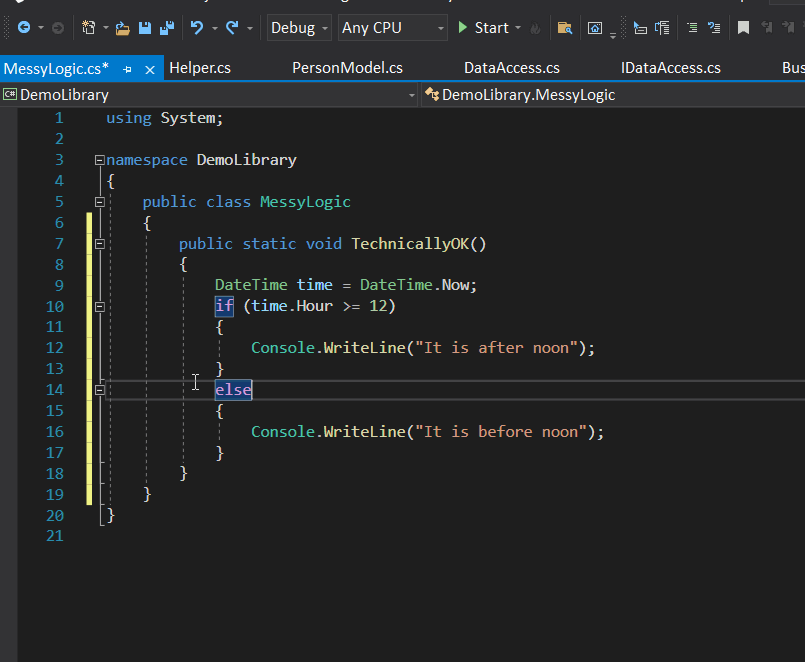 Debug Any CPU Start
MessyLogic.cs* Helper.cs PersonModel.cs DataAccess.cs IDataAccess.cs Bus
C# DemoLibrary DemoLibrary.MessyLogic
1 using System;
2
3 namespace DemoLibrary
4 {
5 public class MessyLogic
6 {
7 public static void TechnicallyOK()
8 {
9 DateTime time = DateTime.Now;
10 if (time.Hour >= 12)
11 {
12 Console.WriteLine("It is after noon");
13 }
14 else
15 {
16 Console.WriteLine("It is before noon");
17 }
18 }
19 }
20 }
21